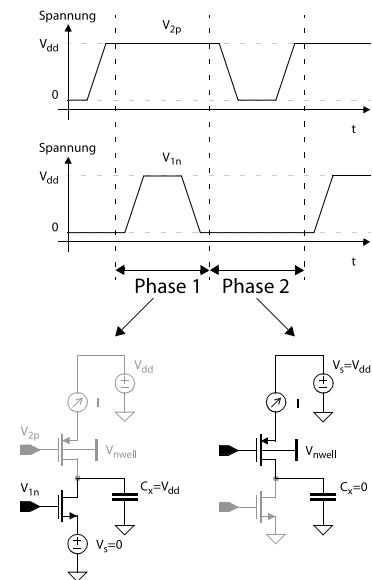 Spannung
V2p
Vdd
0
t
Spannung
V1n
Vdd
0
t
Phase 1
Phase 2
Vdd
I
V2p
Vnwell
V1n
Cx=Vdd
Vs=0
Vs=Vdd
I
Vnwell
Cx=0